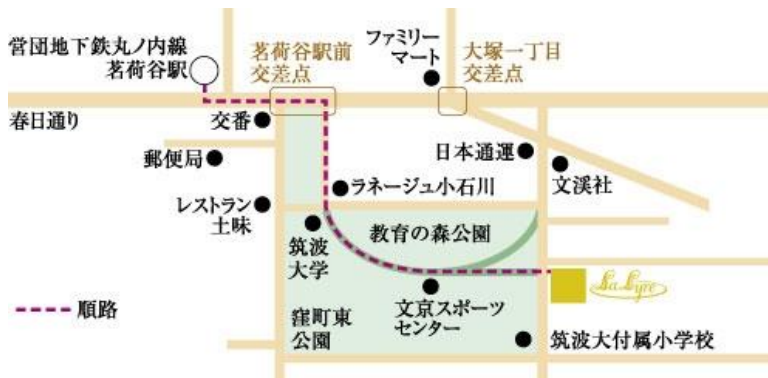 営団地下鉄丸ノ内線
茗荷谷駅
茗荷谷駅前
交差点
ファミリー
マート
大塚一丁目
交差点
春日通り
交番
郵便局
日本通運
文渓社
ラネージュ小石川
レストラン
土味
筑波
大学
教育の森公園
La Lyre
文京スポーツ
センター
順路
窪町東
公園
筑波大付属小学校